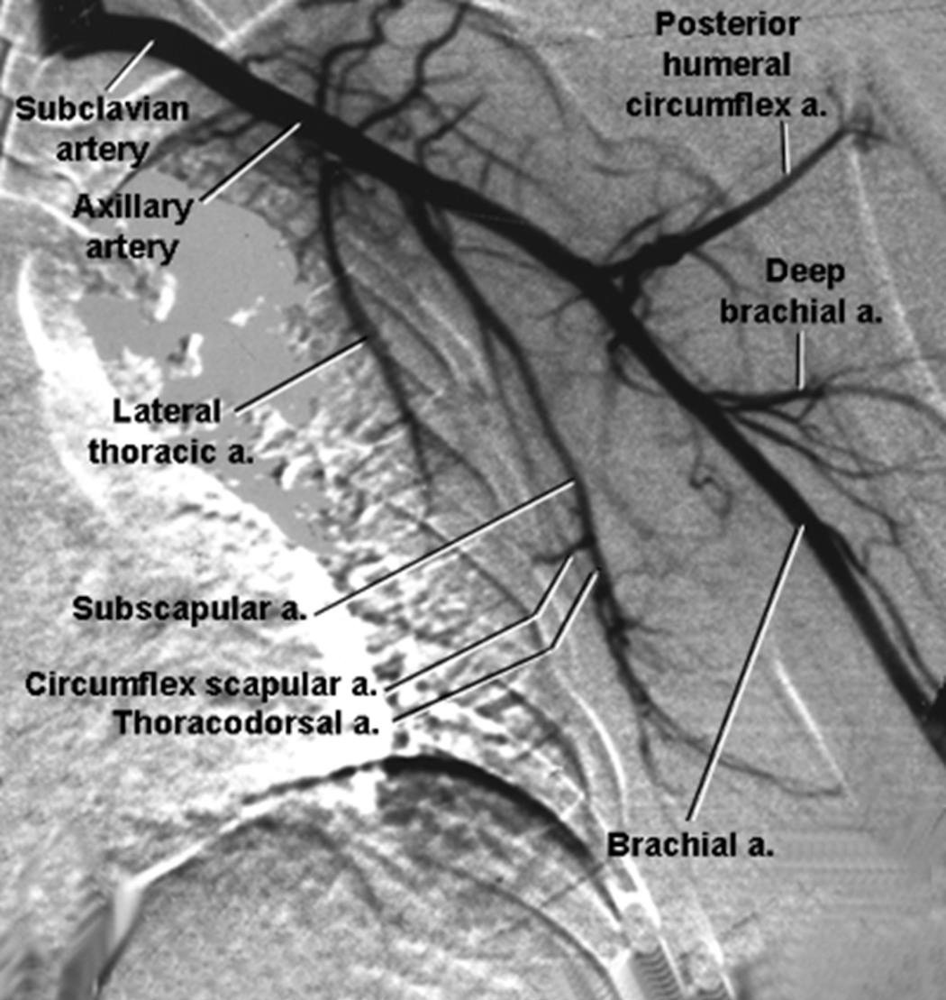 Posterior
humeral
circumflex a.
Subclavian
artery
Axillary
artery
Deep
brachial a.
Lateral
thoracic a.
Subscapular a.
Circumflex scapular a.
Thoracodorsal a.
Brachial a.